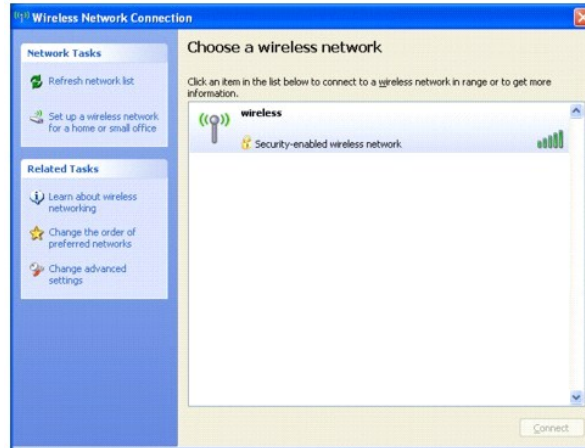 Wireless Network Connection
Network Tasks
Refresh network list
Set up a wireless network
for a home or small office
Related Tasks
Learn about wireless
networking
Change the order of
preferred networks
Change advanced
settings
Choose a wireless network
Click an item in the list below to connect to a wireless network in range or to get more
information.
wireless
Security-enabled wireless network
Connect